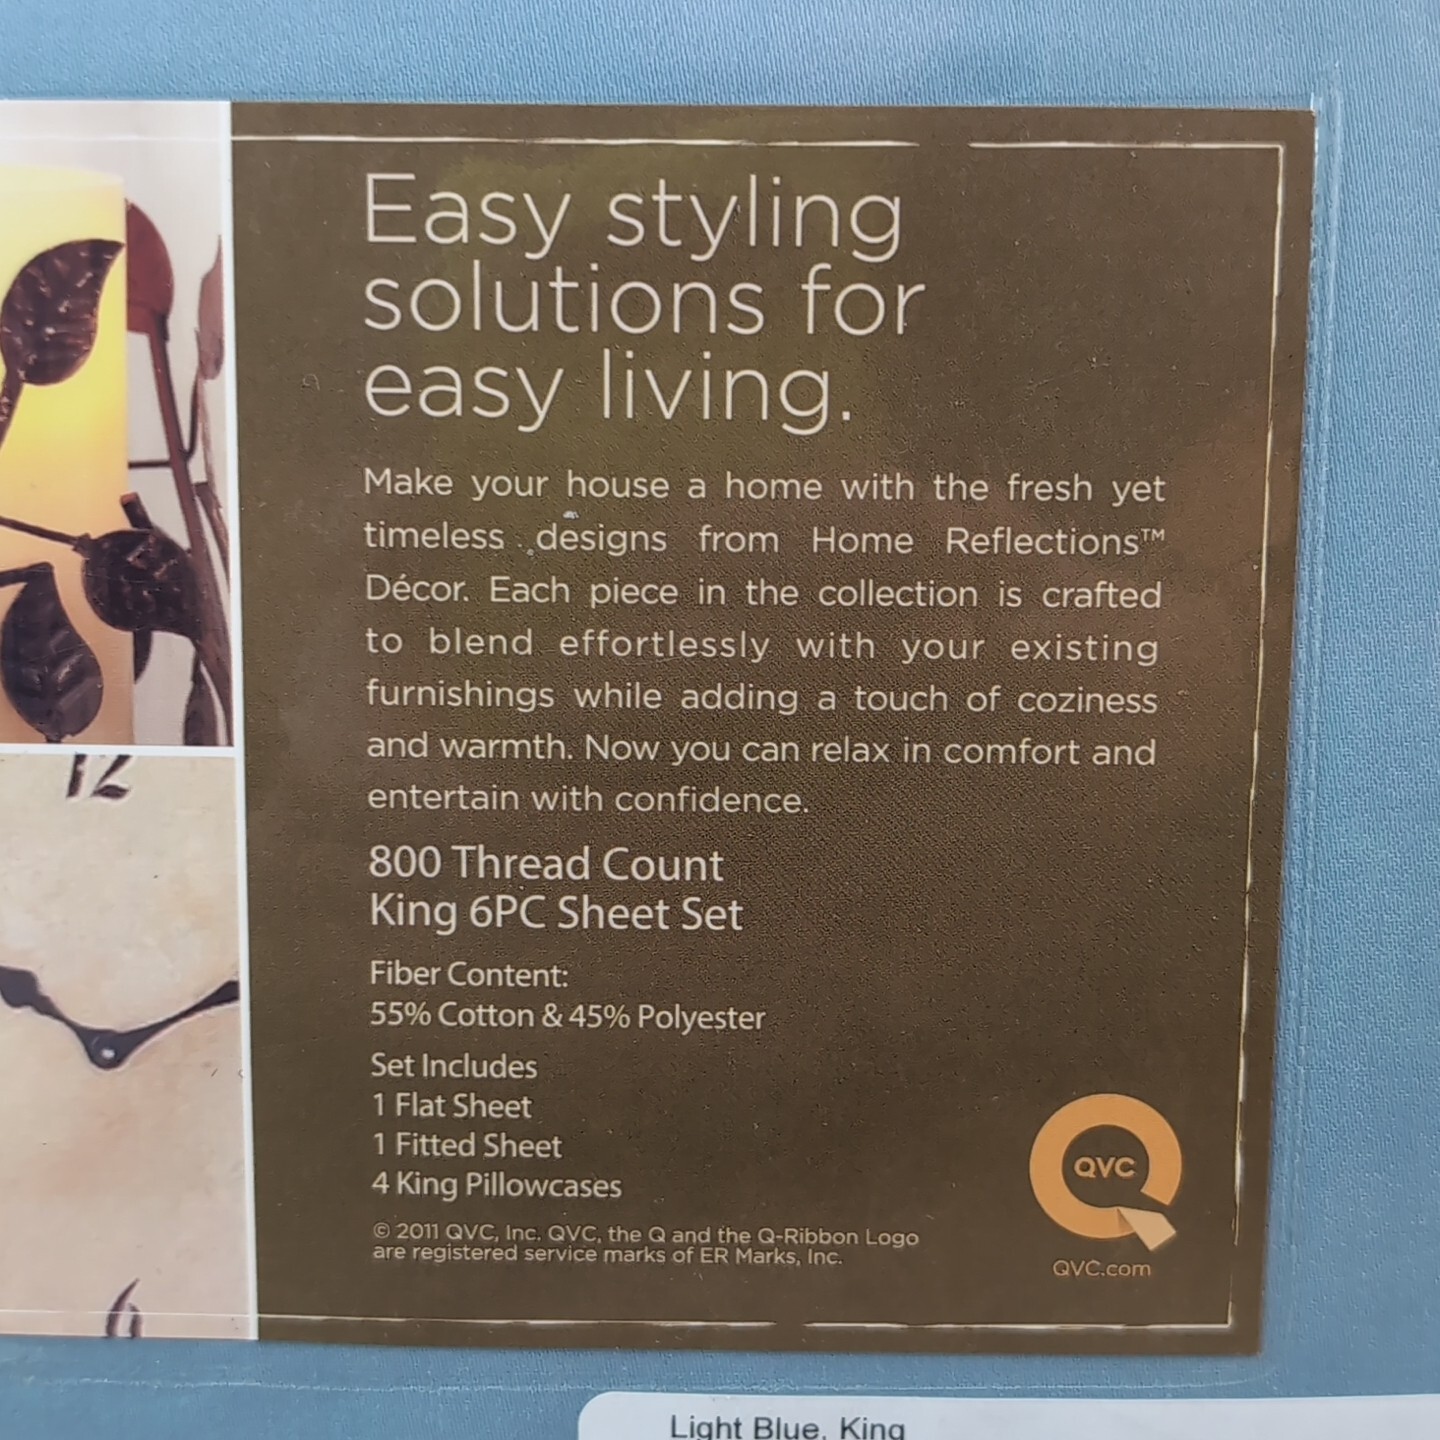 Easy styling
solutions for
easy living.
Make your house a home with the fresh yet
timeless designs from Home Reflections™
Décor. Each piece in the collection is crafted
to blend effortlessly with your existing
furnishings while adding a touch of coziness
and warmth. Now you can relax in comfort and
entertain with confidence.
800 Thread Count
King 6PC Sheet Set
Fiber Content:
55% Cotton & 45% Polyester
Set Includes
1 Flat Sheet
1 Fitted Sheet
4 King Pillowcases
© 2011 QVC, Inc. QVC, the Q and the Q-Ribbon Logo
are registered service marks of ER Marks, Inc.
QVC
QVC.com
12
6
Light Blue, King